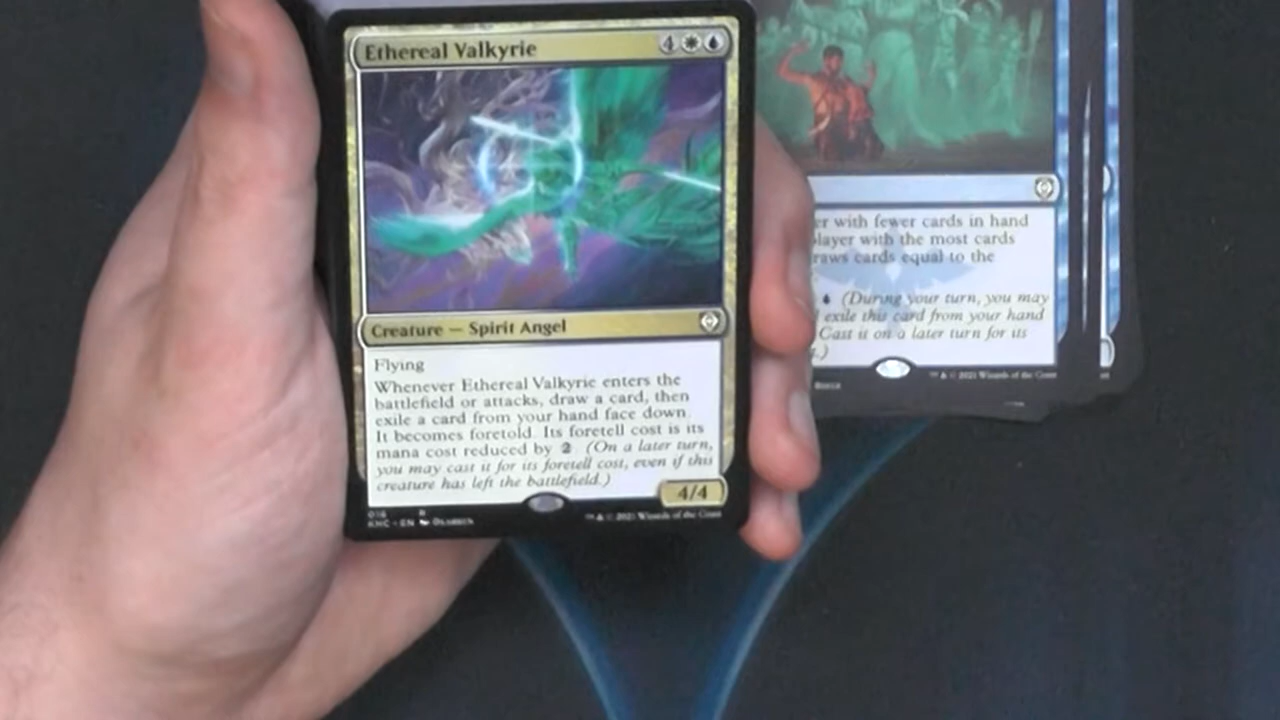 Ethereal Valkyrie
4
Creature — Spirit Angel
Flying
Whenever Ethereal Valkyrie enters the
battlefield or attacks, draw a card, then
exile a card from your hand face down.
It becomes foretold. Its foretell cost is its
mana cost reduced by 2 (On a later turn,
you may cast it for its foretell cost, even if this
creature has left the battlefield.)
4/4
016 R
KHC • EN
™ & © 2021 Wizards of the Coast
er with fewer cards in hand
player with the most cards
raws cards equal to the
(During your turn, you may
exile this card from your hand
Cast it on a later turn for its
.)
™ & © 2021 Wizards of the Coast